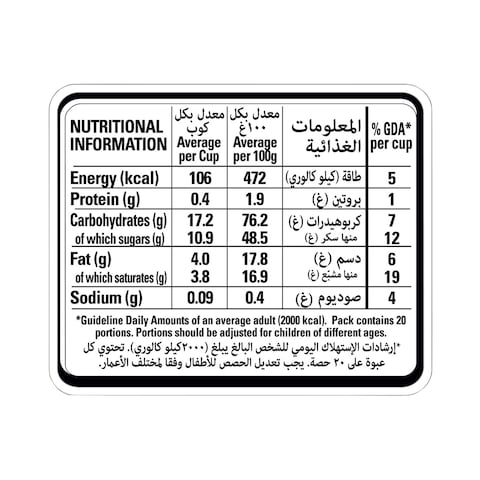 NUTRITIONAL INFORMATION | معدل بكل كوب Average per Cup | معدل بكل ١٠٠غ Average per 100g | المعلومات الغذائية | % GDA* per cup
Energy (kcal) 106 472 طاقة (كيلو كالوري) 5
Protein (g) 0.4 1.9 بروتين (غ) 1
Carbohydrates (g) 17.2 76.2 كربوهيدرات (غ) 7
of which sugars (g) 10.9 48.5 منها سكر (غ) 12
Fat (g) 4.0 17.8 دسم (غ) 6
of which saturates (g) 3.8 16.9 منها مشبّع (غ) 19
Sodium (g) 0.09 0.4 صوديوم (غ) 4
*Guideline Daily Amounts of an average adult (2000 kcal). Pack contains 20
portions. Portions should be adjusted for children of different ages.
*إرشادات الإستهلاك اليومي للشخص البالغ يبلغ (٢٠٠٠كيلو كالوري). تحتوي كل
عبوة على ٢٠ حصة. يجب تعديل الحصص للأطفال وفقا لمختلف الأعمار.